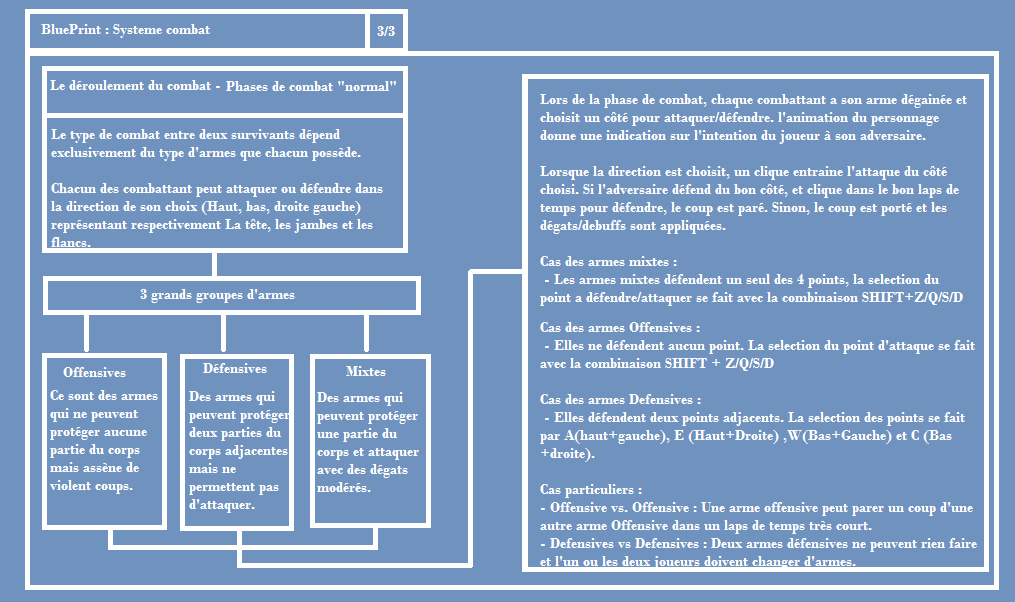 BluePrint : Systeme combat
3/3
Le déroulement du combat - Phases de combat "normal"
Le type de combat entre deux survivants dépend
exclusivement du type d'armes que chacun possède.
Chacun des combattant peut attaquer ou défendre dans
la direction de son choix (Haut, bas, droite gauche)
représentant respectivement La tête, les jambes et les
flancs.
3 grands groupes d'armes
Offensives
Ce sont des armes
qui ne peuvent
protéger aucune
partie du corps
mais assène de
violent coups.
Défensives
Des armes qui
peuvent protéger
deux parties du
corps adjacentes
mais ne
permettent pas
d'attaquer.
Mixtes
Des armes qui
peuvent protéger
une partie du
corps et attaquer
avec des dégats
modérés.
Lors de la phase de combat, chaque combattant a son arme dégainée et
choisit un côté pour attaquer/défendre. l'animation du personnage
donne une indication sur l'intention du joueur à son adversaire.
Lorsque la direction est choisit, un clique entraine l'attaque du côté
choisi. Si l'adversaire défend du bon côté, et clique dans le bon laps de
temps pour défendre, le coup est paré. Sinon, le coup est porté et les
dégats/debuffs sont appliquées.
Cas des armes mixtes :
- Les armes mixtes défendent un seul des 4 points, la selection du
point a défendre/attaquer se fait avec la combinaison SHIFT+Z/Q/S/D
Cas des armes Offensives :
- Elles ne défendent aucun point. La selection du point d'attaque se fait
avec la combinaison SHIFT + Z/Q/S/D
Cas des armes Defensives :
- Elles défendent deux points adjacents. La selection des points se fait
par A(haut+gauche), E (Haut+Droite) ,W(Bas+Gauche) et C (Bas
+droite).
Cas particuliers :
- Offensive vs. Offensive : Une arme offensive peut parer un coup d'une
autre arme Offensive dans un laps de temps très court.
- Defensives vs Defensives : Deux armes défensives ne peuvent rien faire
et l'un ou les deux joueurs doivent changer d'armes.